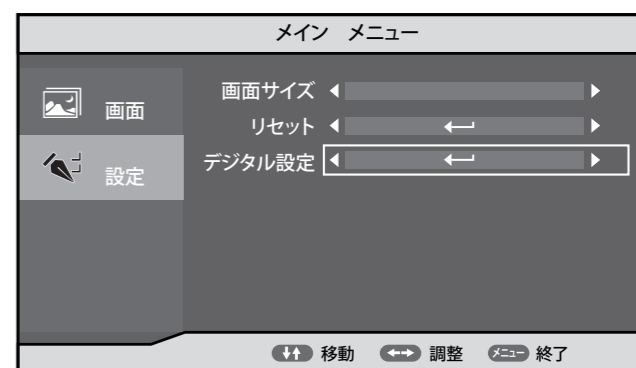 メイン メニュー
画面
設定
画面サイズ
リセット
デジタル設定
移動 調整 メニュー 終了